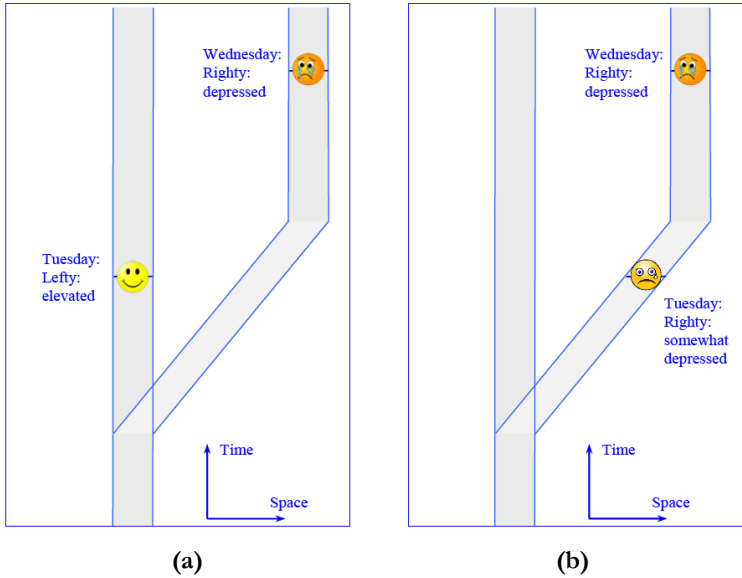 Wednesday:
Righty:
depressed
Tuesday:
Lefty:
elevated
Time
Space
(a)
Wednesday:
Righty:
depressed
Tuesday:
Righty:
somewhat
depressed
Time
Space
(b)